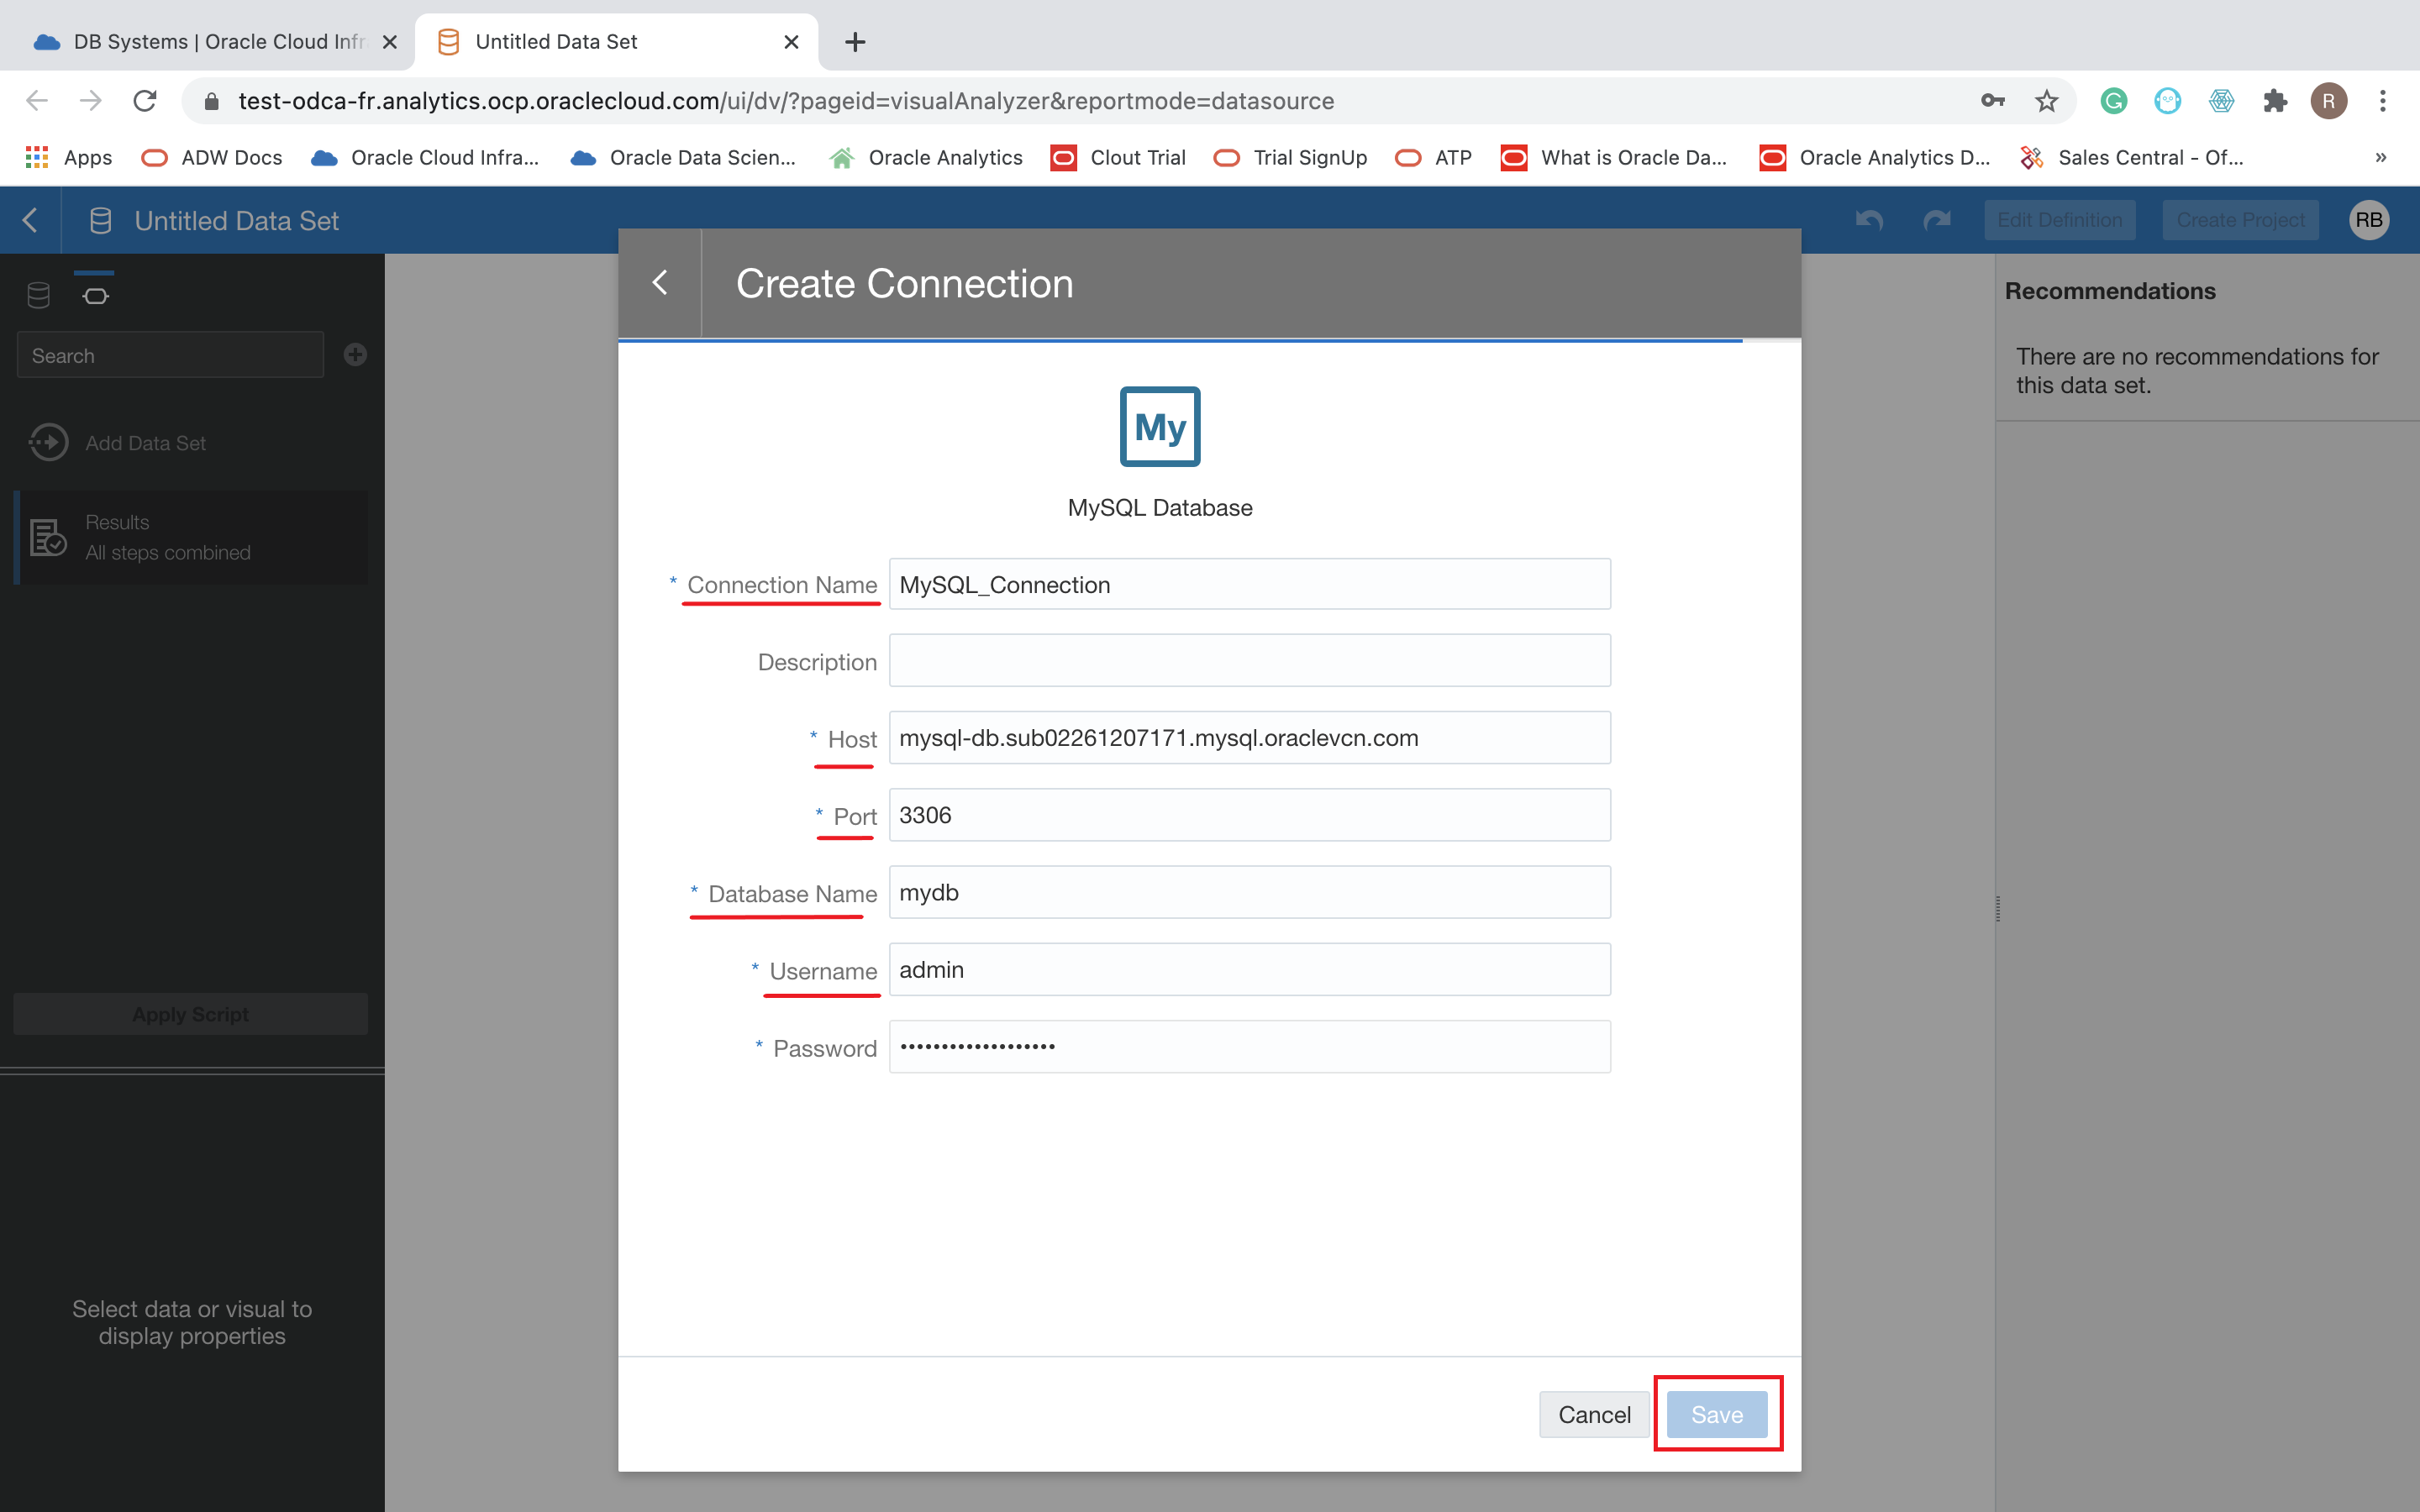 DB Systems | Oracle Cloud Infr
Untitled Data Set
test-odca-fr.analytics.ocp.oraclecloud.com/ui/dv/?pageid=visualAnalyzer&reportmode=datasource
G
R
Apps
ADW Docs
Oracle Cloud Infra...
Oracle Data Scien...
Oracle Analytics
Clout Trial
Trial SignUp
ATP
What is Oracle Da...
Oracle Analytics D...
Sales Central - Of...
»
Untitled Data Set
Edit Definition
Create Project
RB
Search
Add Data Set
Results
All steps combined
Apply Script
Select data or visual to
display properties
Create Connection
My
MySQL Database
* Connection Name MySQL_Connection
Description
* Host mysql-db.sub02261207171.mysql.oraclevcn.com
* Port 3306
* Database Name mydb
* Username admin
* Password •••••••••••••••••••
Cancel
Save
Recommendations
There are no recommendations for
this data set.